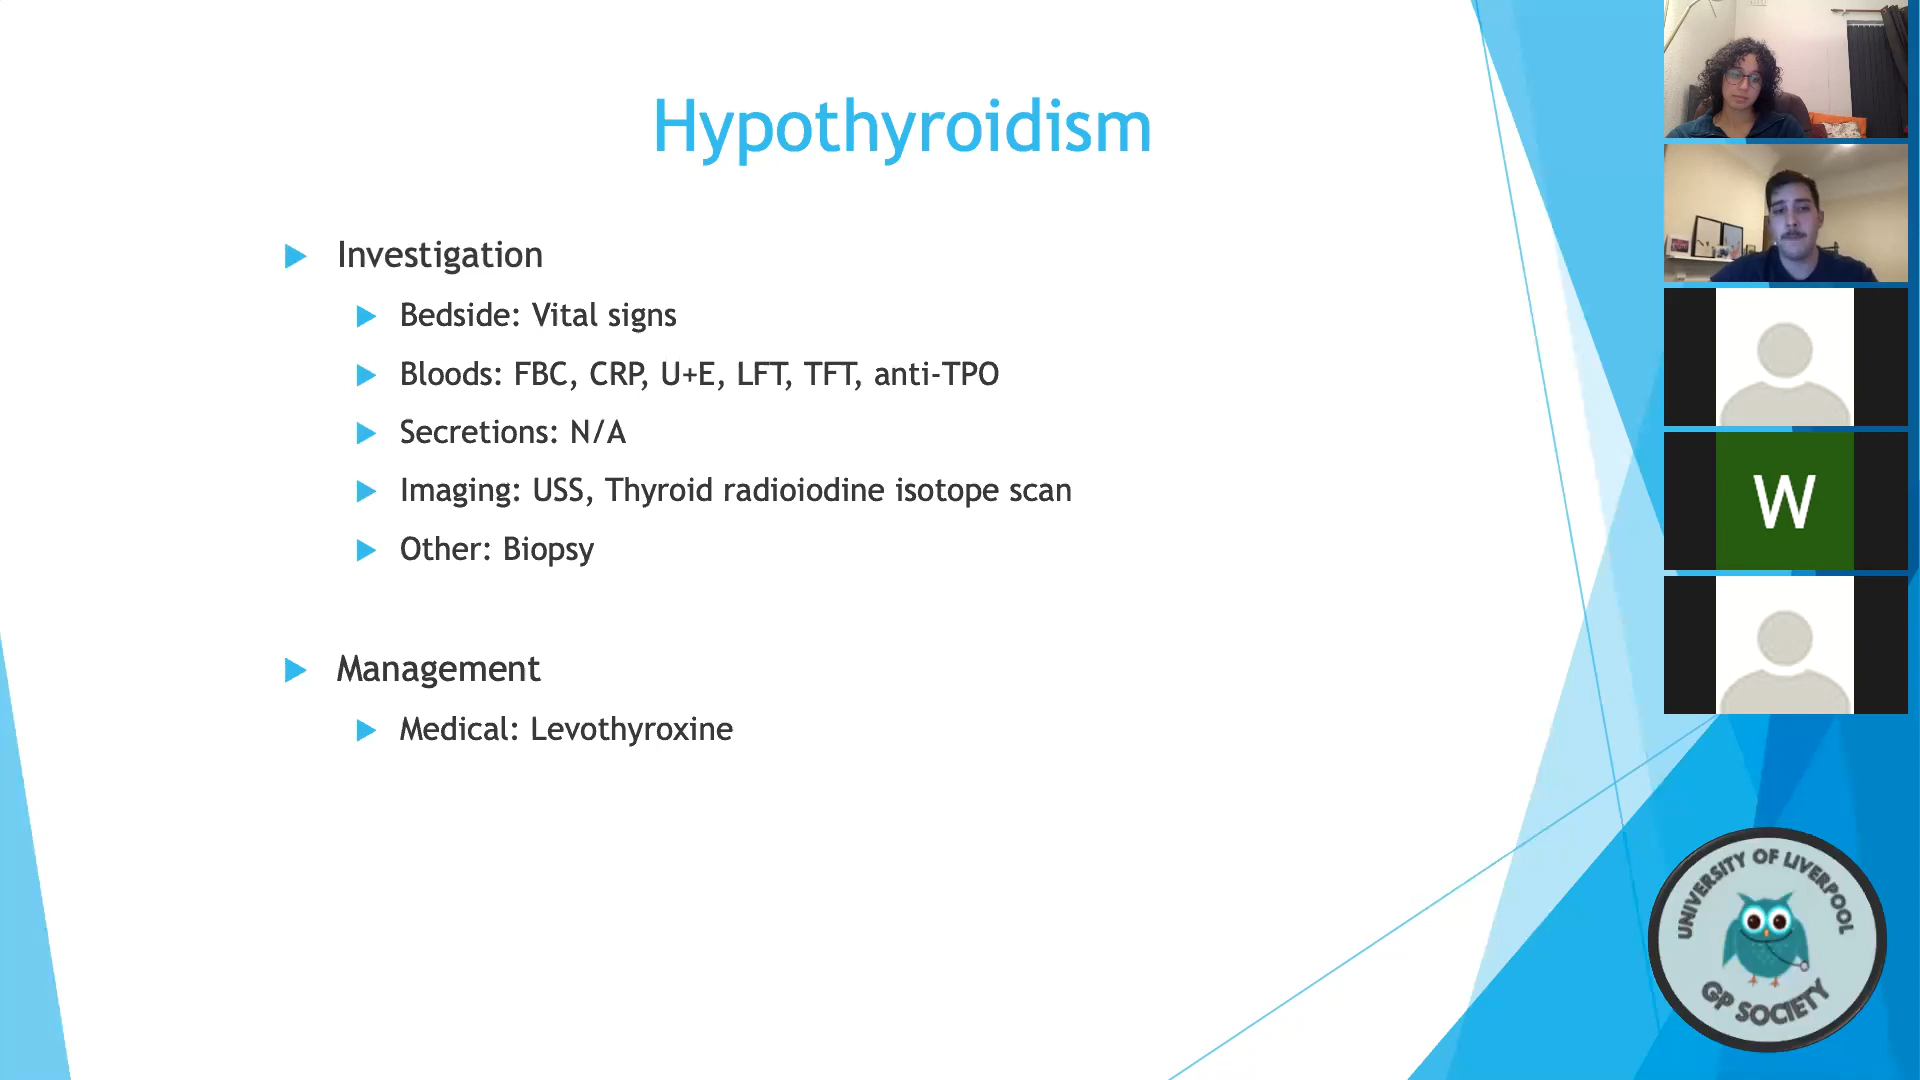 Hypothyroidism
Investigation
Bedside: Vital signs
Bloods: FBC, CRP, U+E, LFT, TFT, anti-TPO
Secretions: N/A
Imaging: USS, Thyroid radioiodine isotope scan
Other: Biopsy
Management
Medical: Levothyroxine
W
UNIVERSITY OF LIVERPOOL
GP SOCIETY